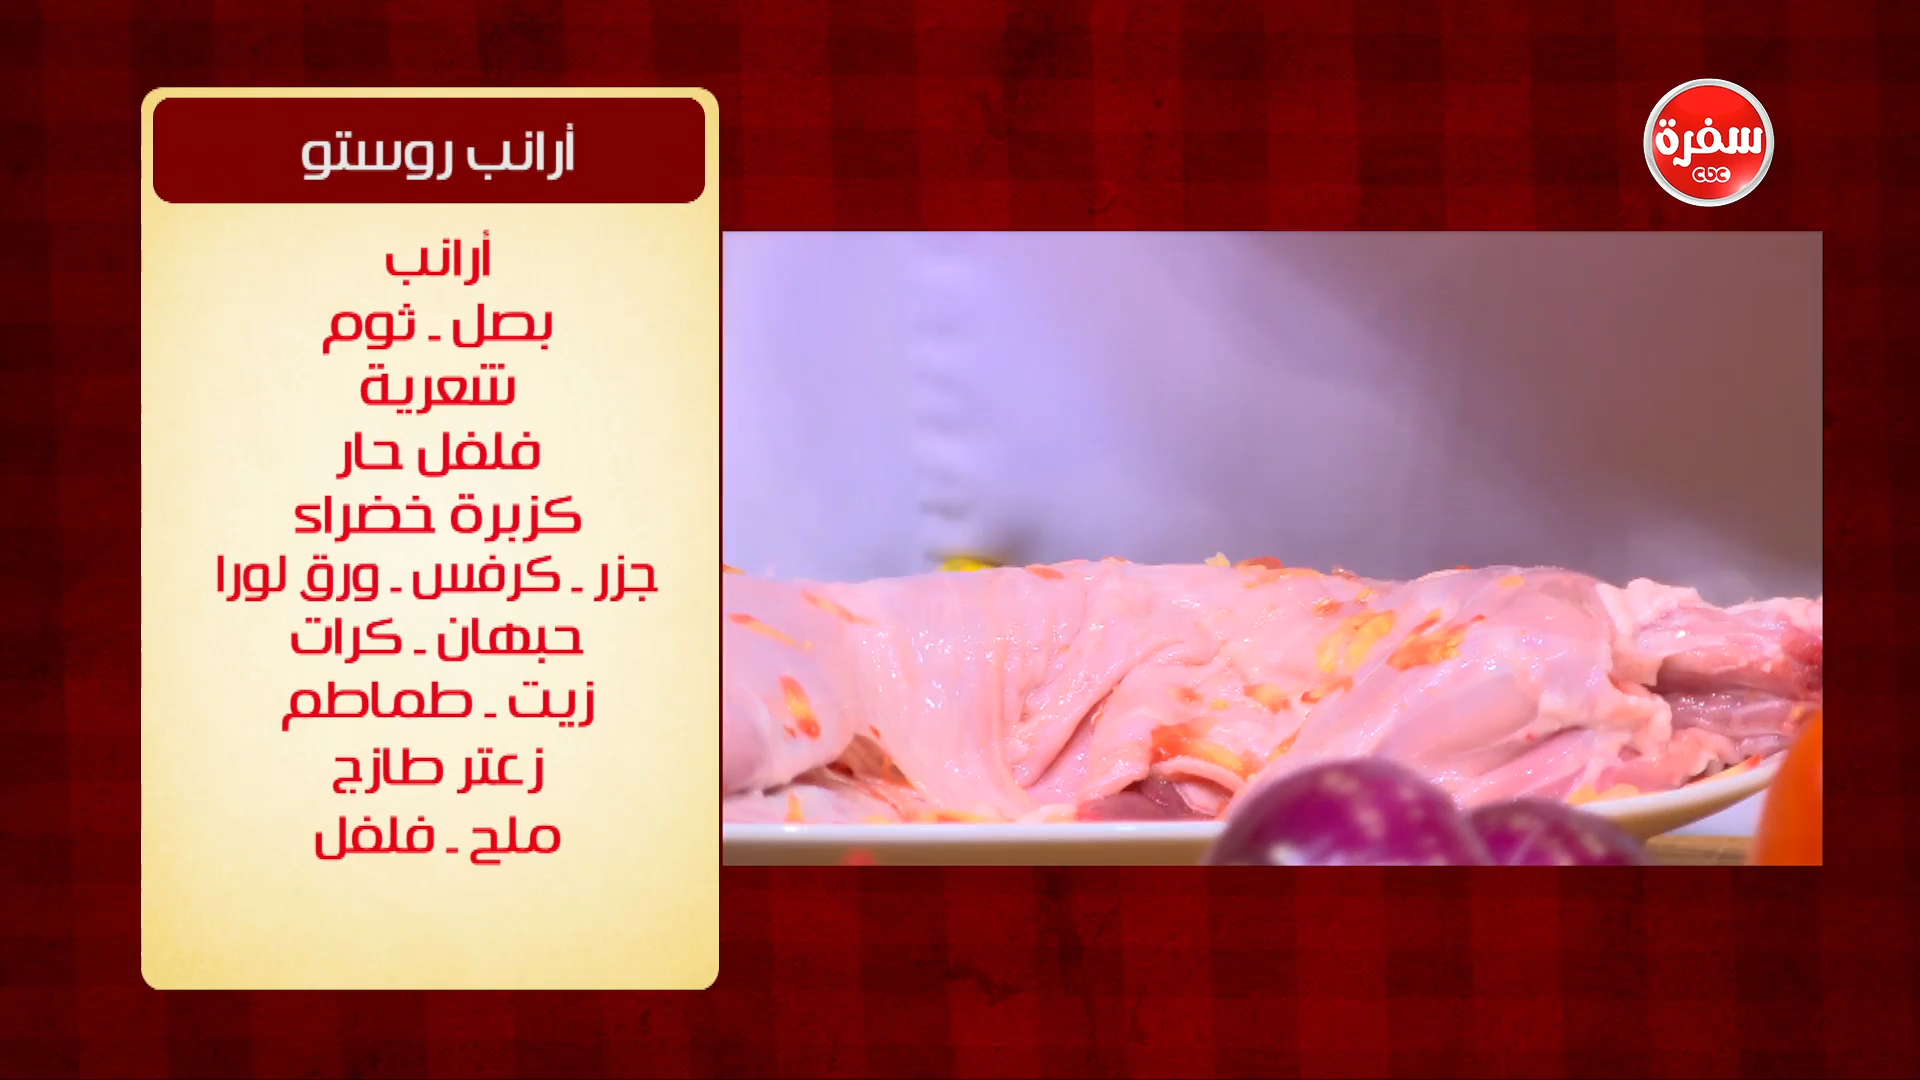 أرانب روستو
أرانب
بصل ـ ثوم
شعرية
فلفل حار
كزبرة خضراء
جزر ـ كرفس ـ ورق لورا
حبهان ـ كرات
زيت ـ طماطم
زعتر طازج
ملح ـ فلفل
سفرة
cbc